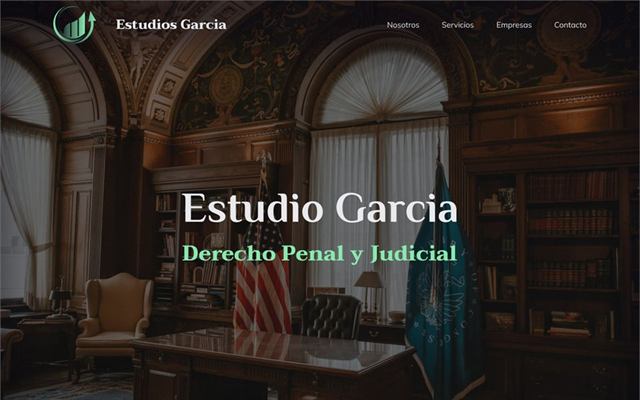 Estudios Garcia
Nosotros
Servicios
Empresas
Contacto
Estudio Garcia
Derecho Penal y Judicial